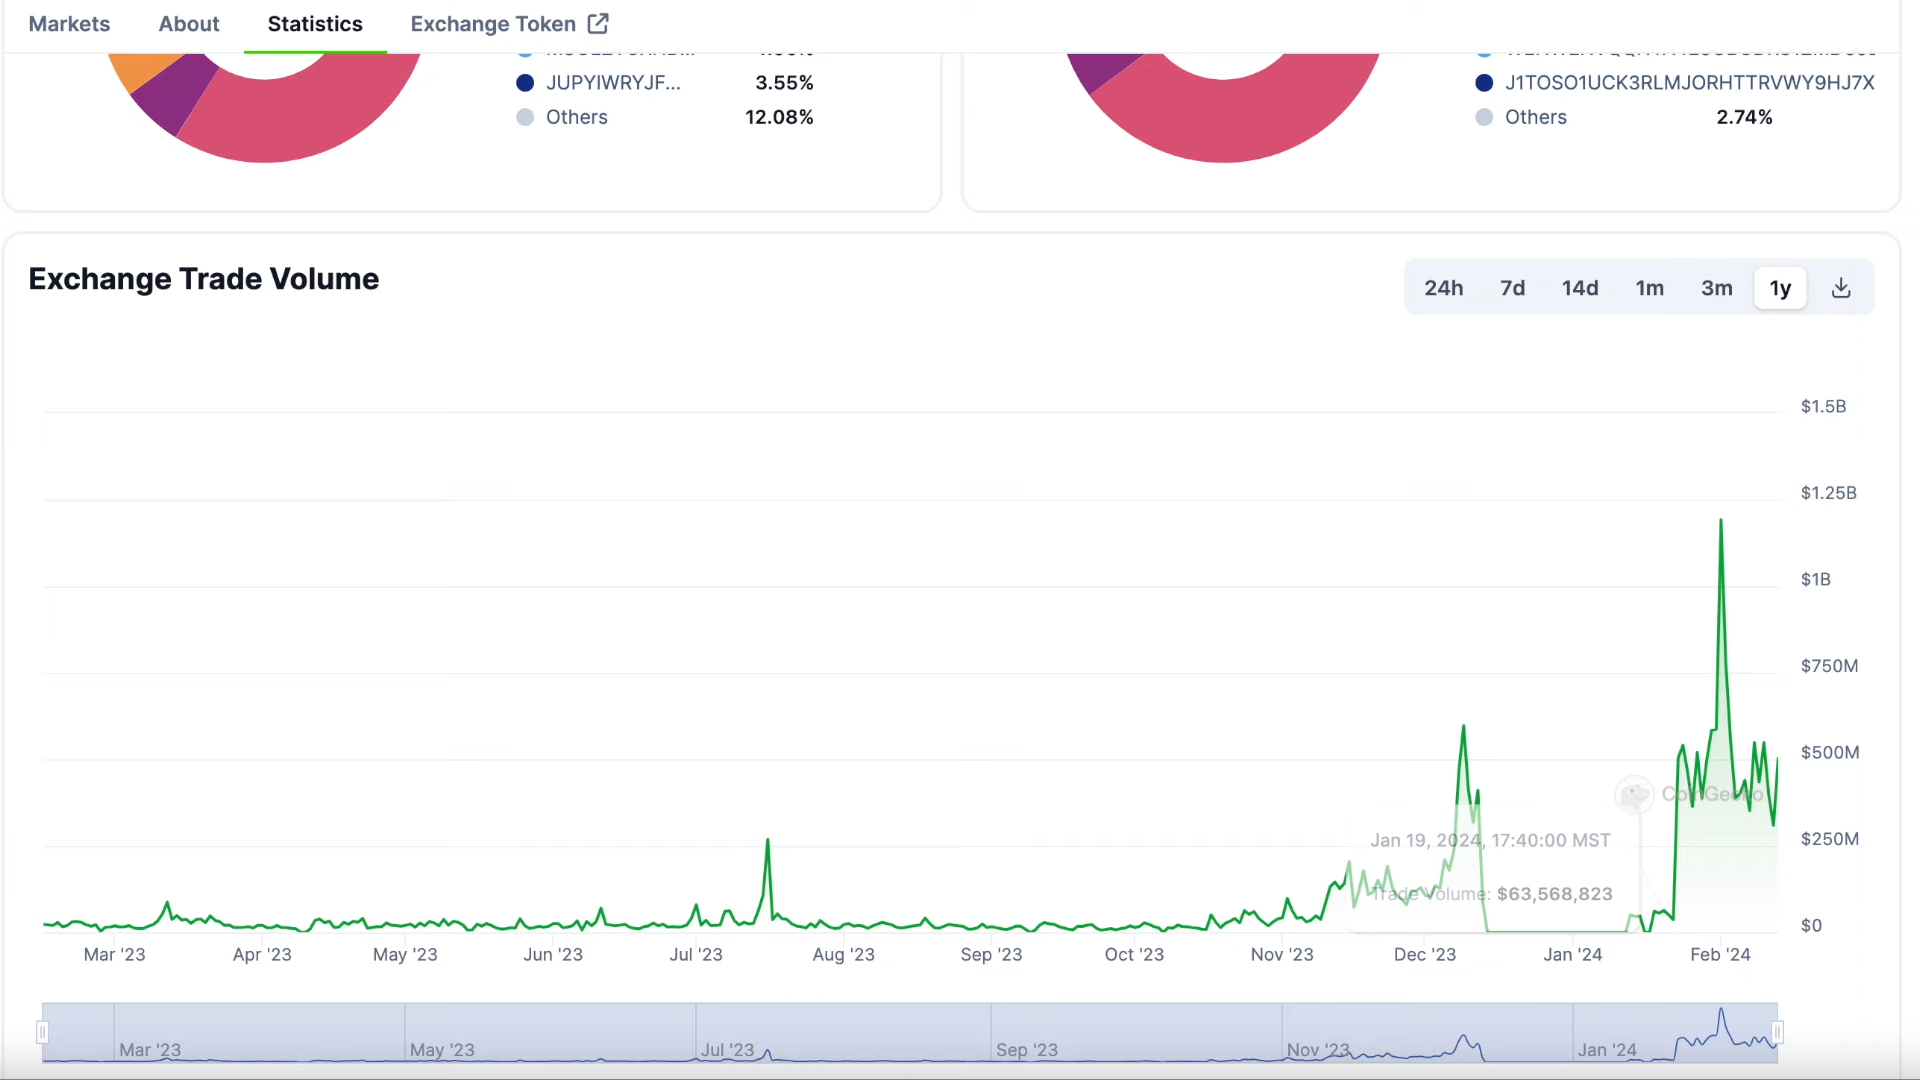 Markets About Statistics Exchange Token
JUPYIWRYJF... 3.55%
Others 12.08%
J1TOSO1UCK3RLMJORHTTRVWY9HJ7X
Others 2.74%
Exchange Trade Volume
24h 7d 14d 1m 3m 1y
$1.5B
$1.25B
$1B
$750M
$500M
CoinGecko
Jan 19, 2024, 17:40:00 MST
$250M
Trade Volume: $63,568,823
$0
Mar '23 Apr '23 May '23 Jun '23 Jul '23 Aug '23 Sep '23 Oct '23 Nov '23 Dec '23 Jan '24 Feb '24
Mar '23 May '23 Jul '23 Sep '23 Nov '23 Jan '24